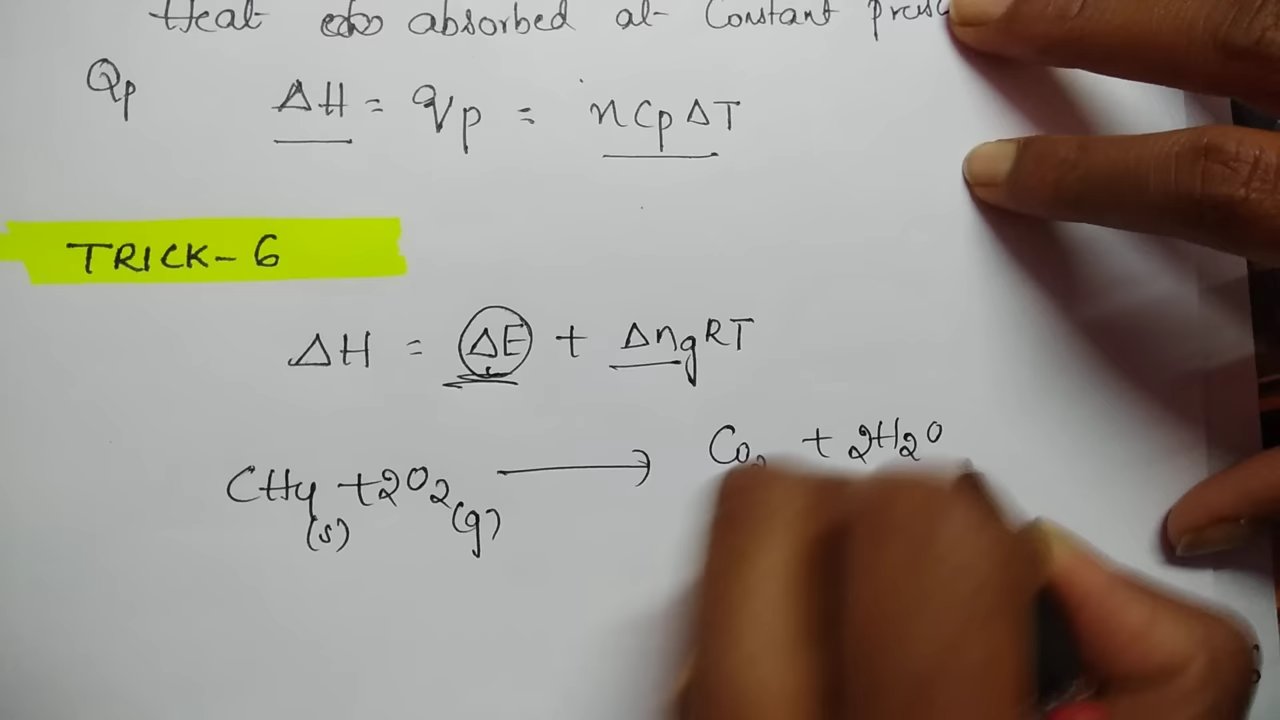 Heat absorbed at Constant
Qp ΔH = qp = nCpΔT
TRICK-6
ΔH = ΔE + ΔngRT
CH4(s) + 2O2(g) ⟶ CO2 + 2H2O